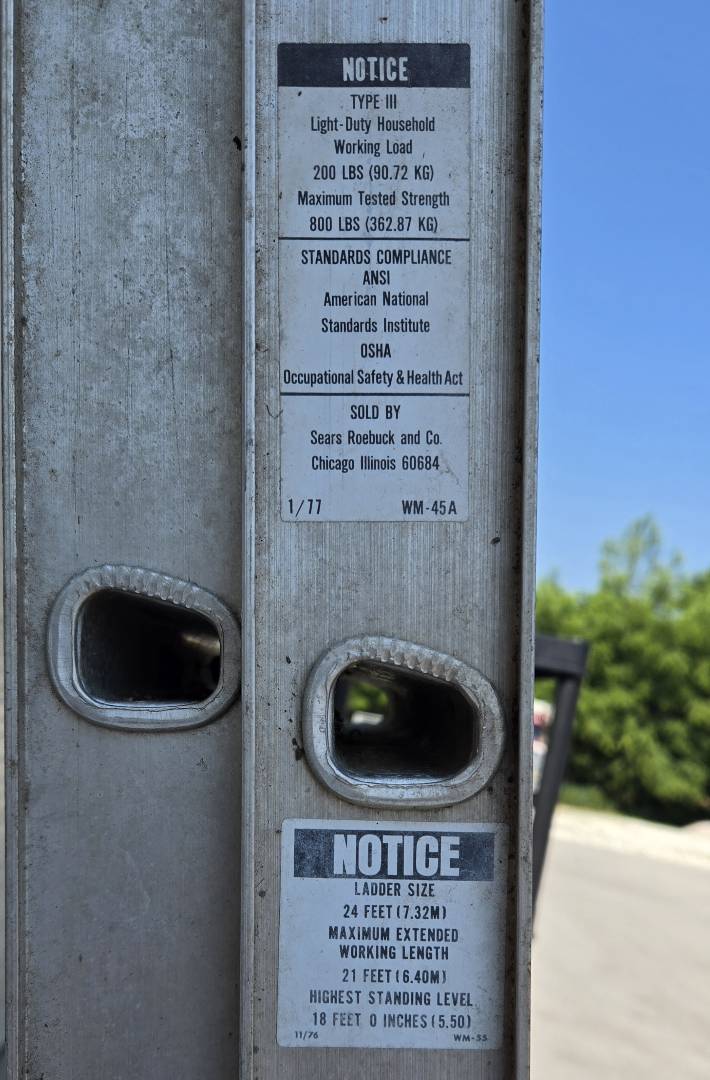 NOTICE
TYPE III
Light-Duty Household
Working Load
200 LBS (90.72 KG)
Maximum Tested Strength
800 LBS (362.87 KG)
STANDARDS COMPLIANCE
ANSI
American National
Standards Institute
OSHA
Occupational Safety & Health Act
SOLD BY
Sears Roebuck and Co.
Chicago Illinois 60684
1/77 WM-45A
NOTICE
LADDER SIZE
24 FEET (7.32M)
MAXIMUM EXTENDED
WORKING LENGTH
21 FEET (6.40M)
HIGHEST STANDING LEVEL
18 FEET 0 INCHES (5.50)
11/76 WM-55